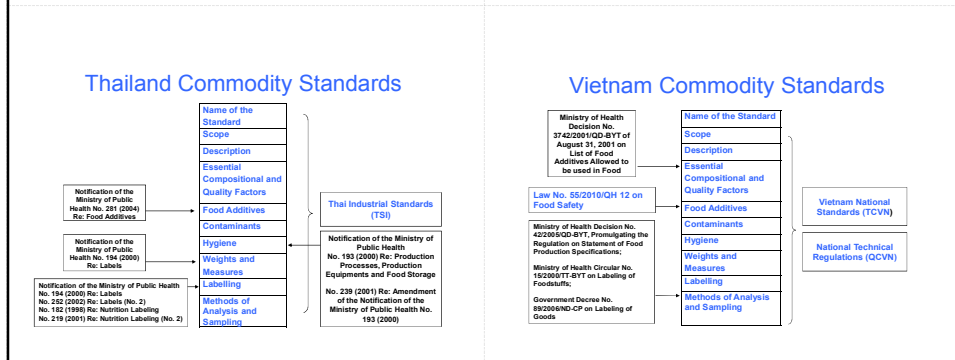 Thailand Commodity Standards
Name of the
Standard
Scope
Description
Essential
Compositional and
Quality Factors
Food Additives
Contaminants
Hygiene
Weights and
Measures
Labelling
Methods of
Analysis and
Sampling
Notification of the
Ministry of Public
Health No. 281 (2004)
Re: Food Additives
Notification of the
Ministry of Public
Health No. 194 (2000)
Re: Labels
Notification of the Ministry of Public Health
No. 194 (2000) Re: Labels
No. 252 (2002) Re: Labels (No. 2)
No. 182 (1998) Re: Nutrition Labeling
No. 219 (2001) Re: Nutrition Labeling (No. 2)
Thai Industrial Standards
(TSI)
Notification of the Ministry of
Public Health
No. 193 (2000) Re: Production
Processes, Production
Equipments and Food Storage
No. 239 (2001) Re: Amendment
of the Notification of the
Ministry of Public Health No.
193 (2000)
Vietnam Commodity Standards
Ministry of Health
Decision No.
3742/2001/QD-BYT of
August 31, 2001 on
List of Food
Additives Allowed to
be used in Food
Law No. 55/2010/QH 12 on
Food Safety
Ministry of Health Decision No.
42/2005/QD-BYT, Promulgating the
Regulation on Statement of Food
Production Specifications;
Ministry of Health Circular No.
15/2000/TT-BYT on Labeling of
Foodstuffs;
Government Decree No.
89/2006/ND-CP on Labeling of
Goods
Name of the Standard
Scope
Description
Essential
Compositional and
Quality Factors
Food Additives
Contaminants
Hygiene
Weights and
Measures
Labelling
Methods of Analysis
and Sampling
Vietnam National
Standards (TCVN)
National Technical
Regulations (QCVN)